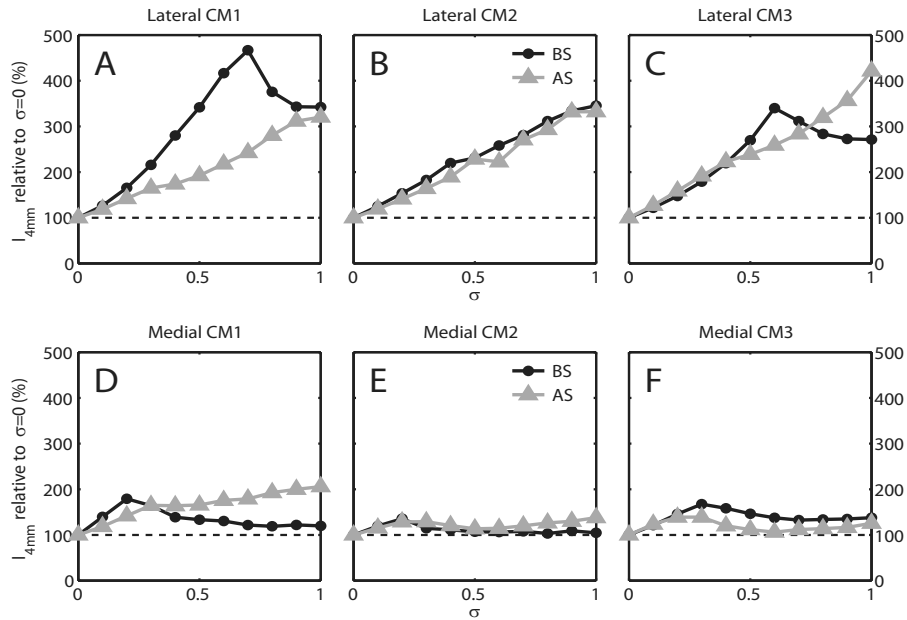 Lateral CM1 Lateral CM2 Lateral CM3
A B C
BS
AS
I4mm relative to σ=0 (%)
500 500
400 400
300 300
200 200
100 100
0 0
0 0.5 1 0 0.5 1 0 0.5 1
σ
Medial CM1 Medial CM2 Medial CM3
D E F
BS
AS
I4mm relative to σ=0 (%)
500 500
400 400
300 300
200 200
100 100
0 0
0 0.5 1 0 0.5 1 0 0.5 1
σ